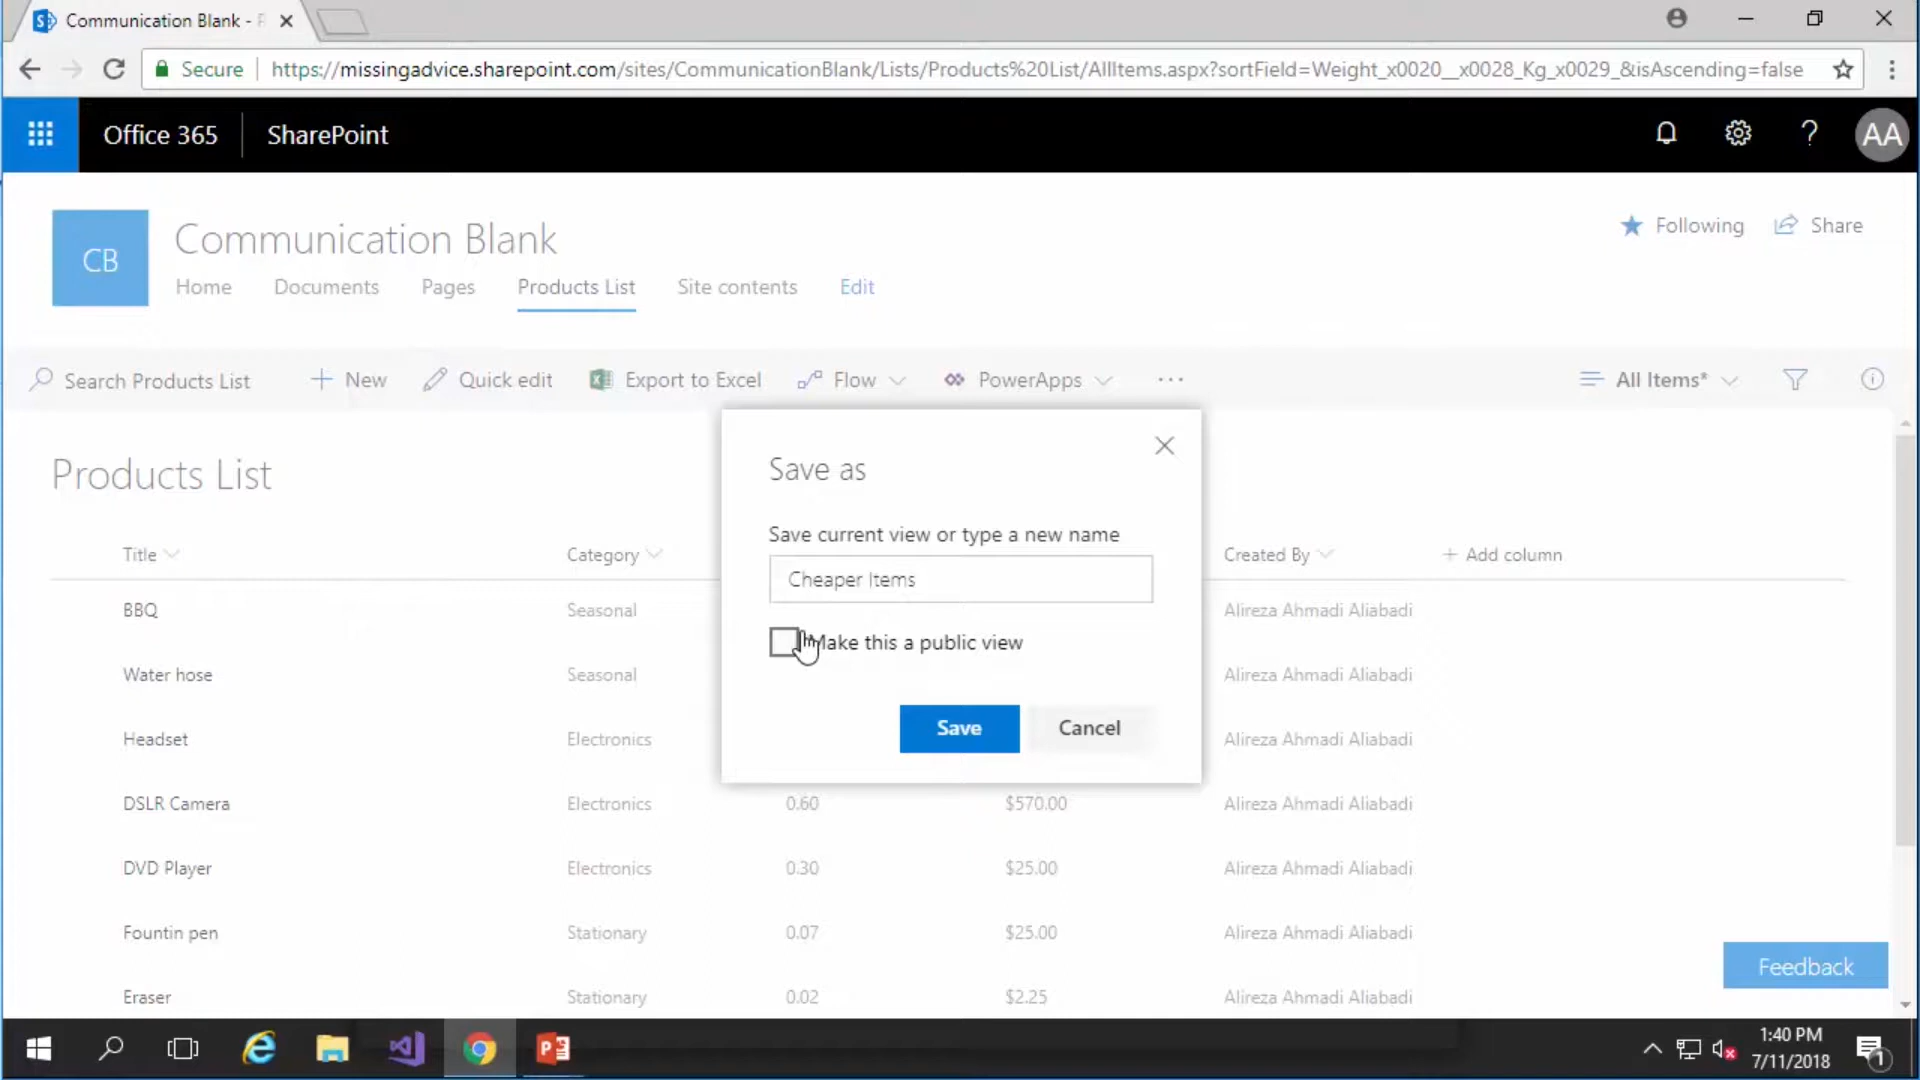 Communication Blank - P
Secure https://missingadvice.sharepoint.com/sites/CommunicationBlank/Lists/Products%20List/AllItems.aspx?sortField=Weight_x0020__x0028_Kg_x0029_&isAscending=false
Office 365 SharePoint ? AA
CB
Communication Blank
Following Share
Home Documents Pages Products List Site contents Edit
Search Products List New Quick edit Export to Excel Flow PowerApps ... All Items*
Products List
Save as
Save current view or type a new name
Cheaper Items
Make this a public view
Save Cancel
Title Category Created By + Add column
BBQ Seasonal Alireza Ahmadi Aliabadi
Water hose Seasonal Alireza Ahmadi Aliabadi
Headset Electronics Alireza Ahmadi Aliabadi
DSLR Camera Electronics 0.60 $570.00 Alireza Ahmadi Aliabadi
DVD Player Electronics 0.30 $25.00 Alireza Ahmadi Aliabadi
Fountin pen Stationary 0.07 $25.00 Alireza Ahmadi Aliabadi
Eraser Stationary 0.02 $2.25 Alireza Ahmadi Aliabadi
Feedback
1:40 PM
7/11/2018
1